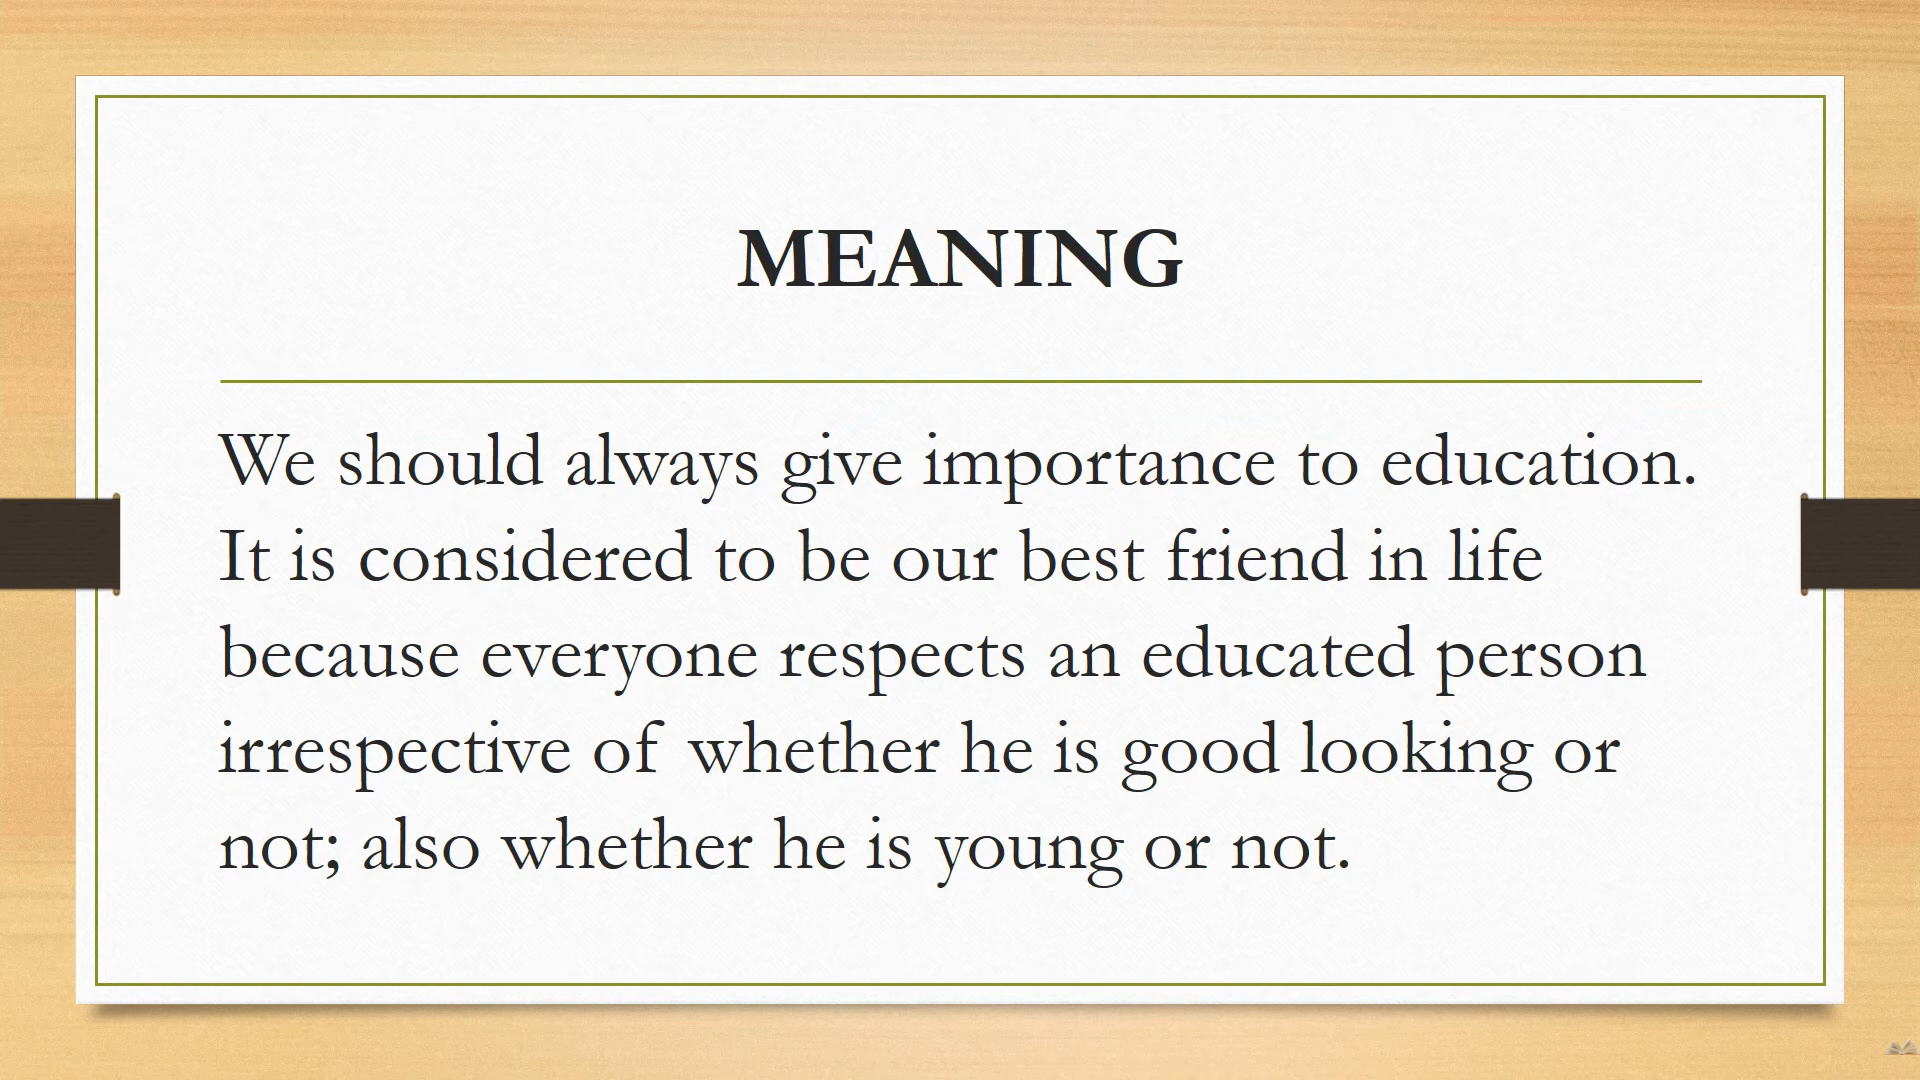 MEANING
We should always give importance to education.
It is considered to be our best friend in life
because everyone respects an educated person
irrespective of whether he is good looking or
not; also whether he is young or not.